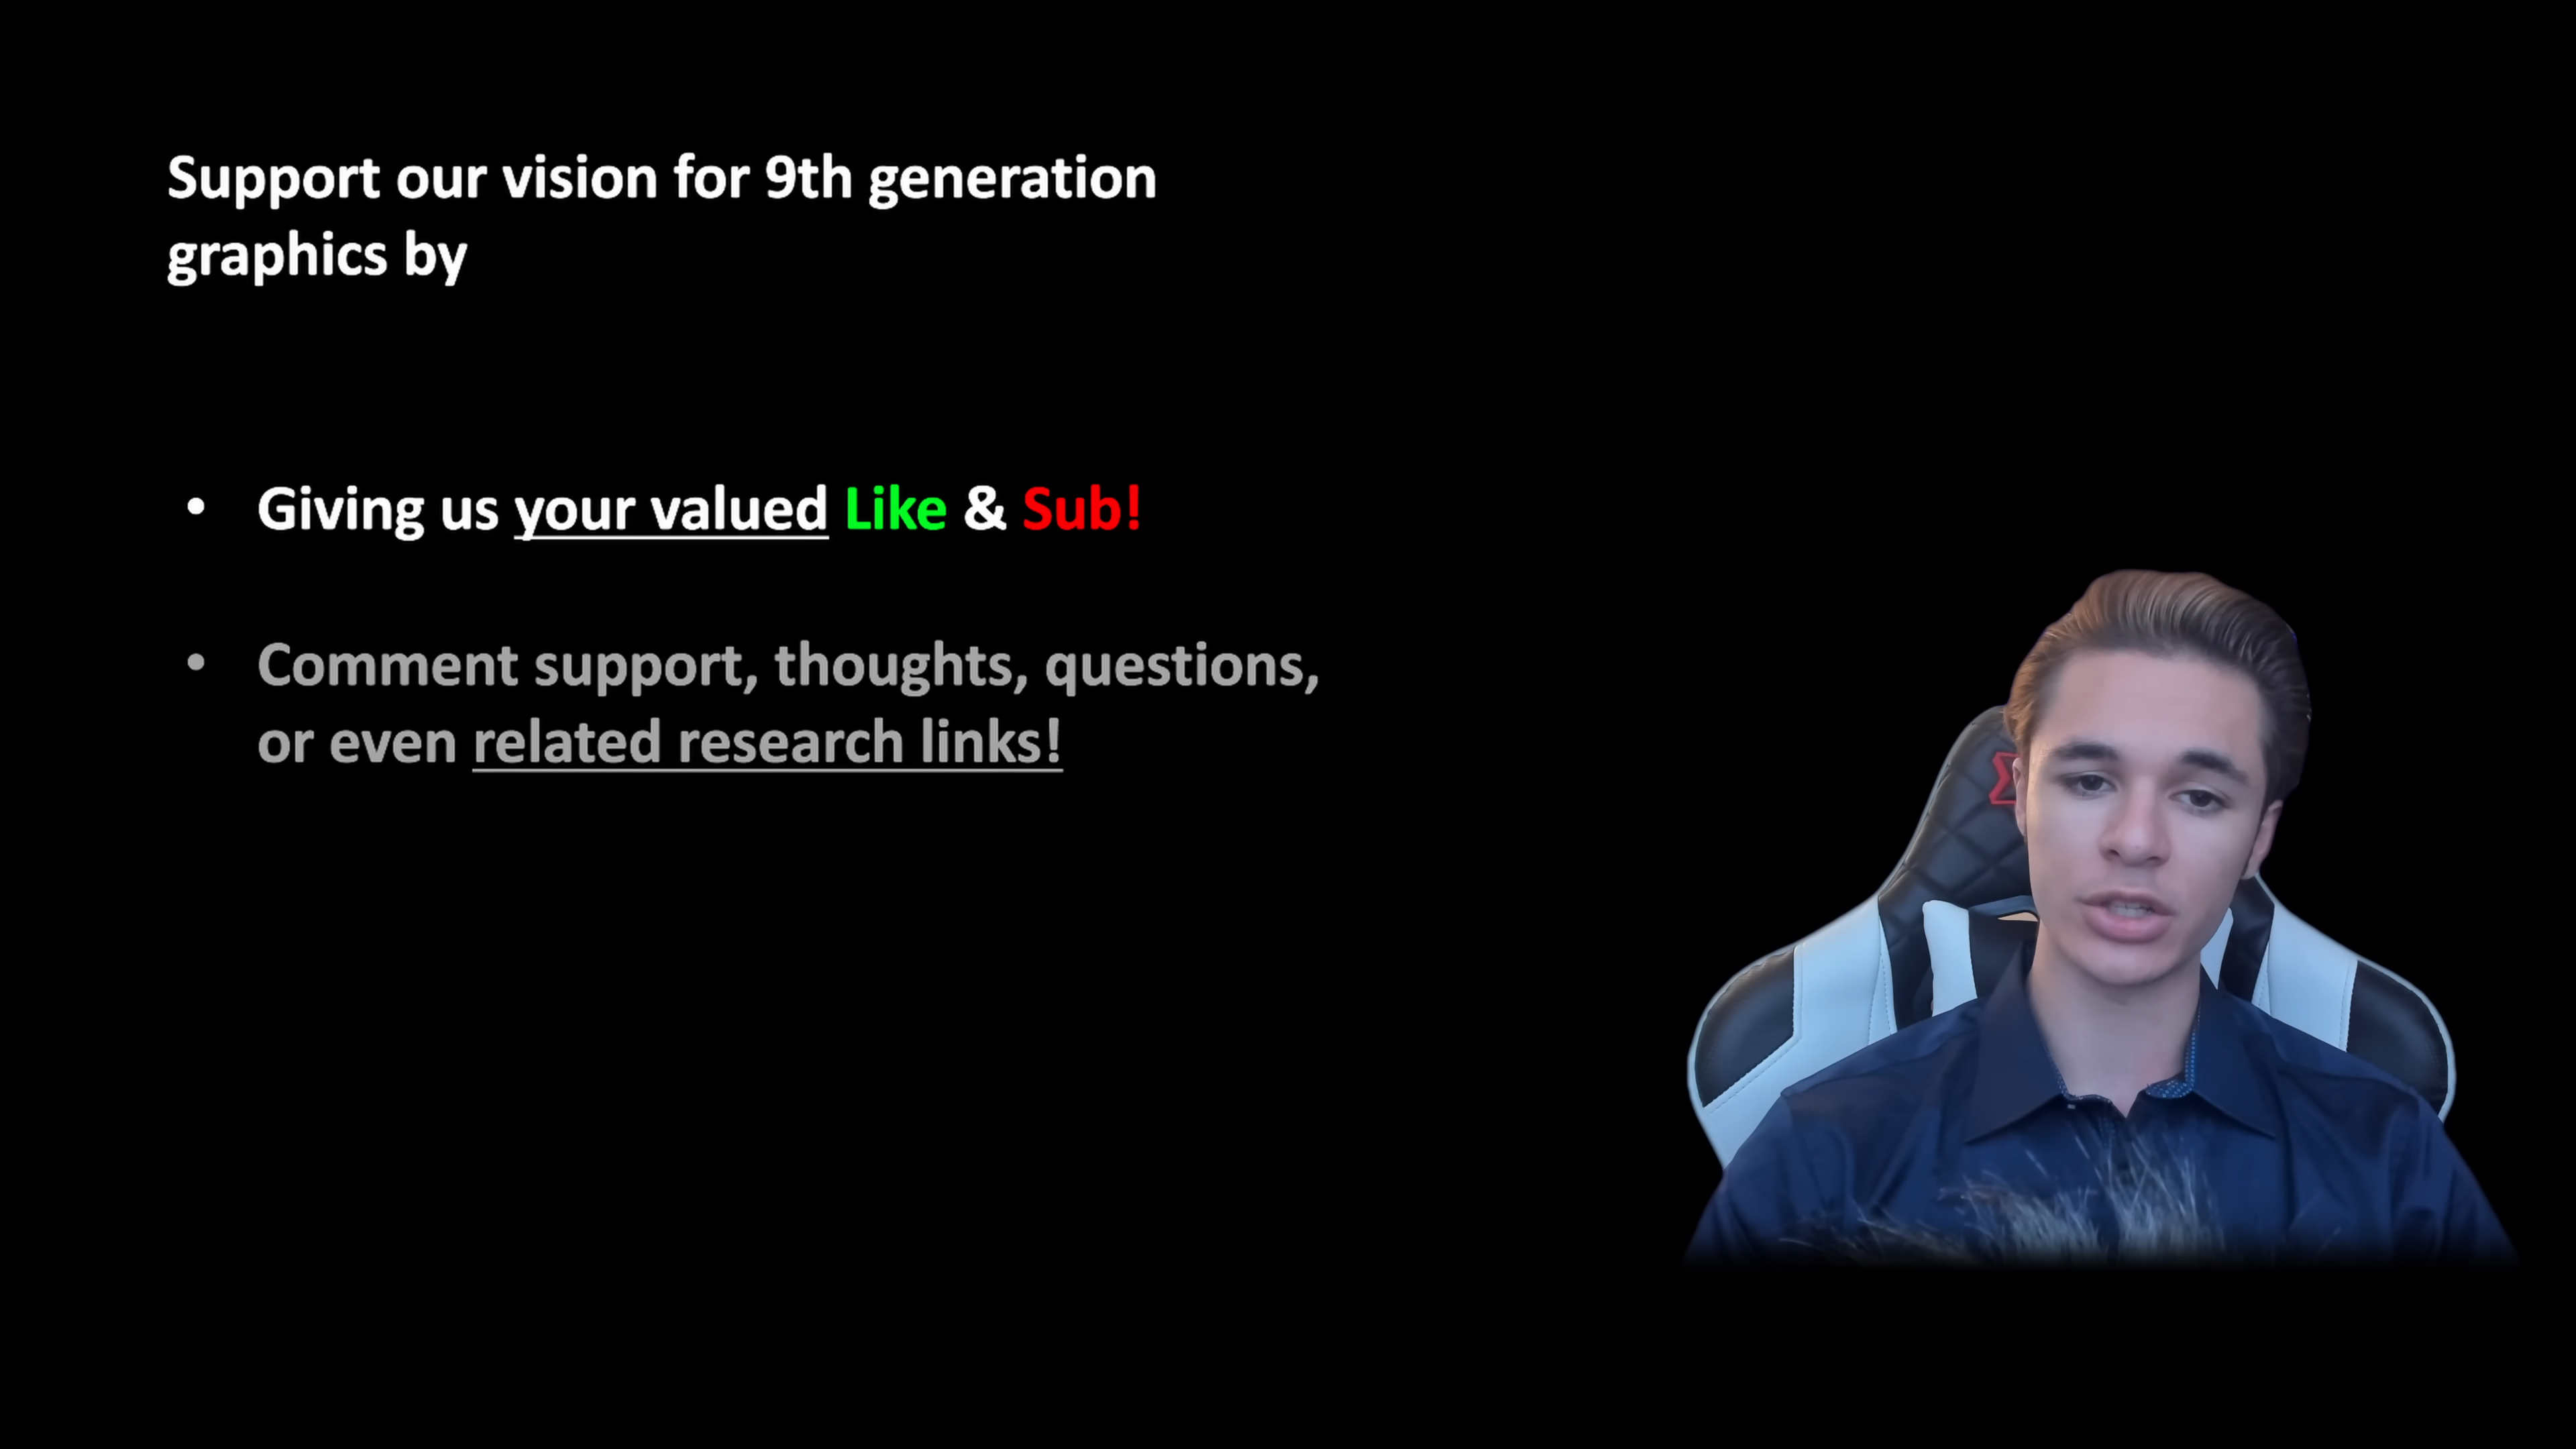 Support our vision for 9th generation
graphics by
• Giving us your valued Like & Sub!
• Comment support, thoughts, questions,
or even related research links!